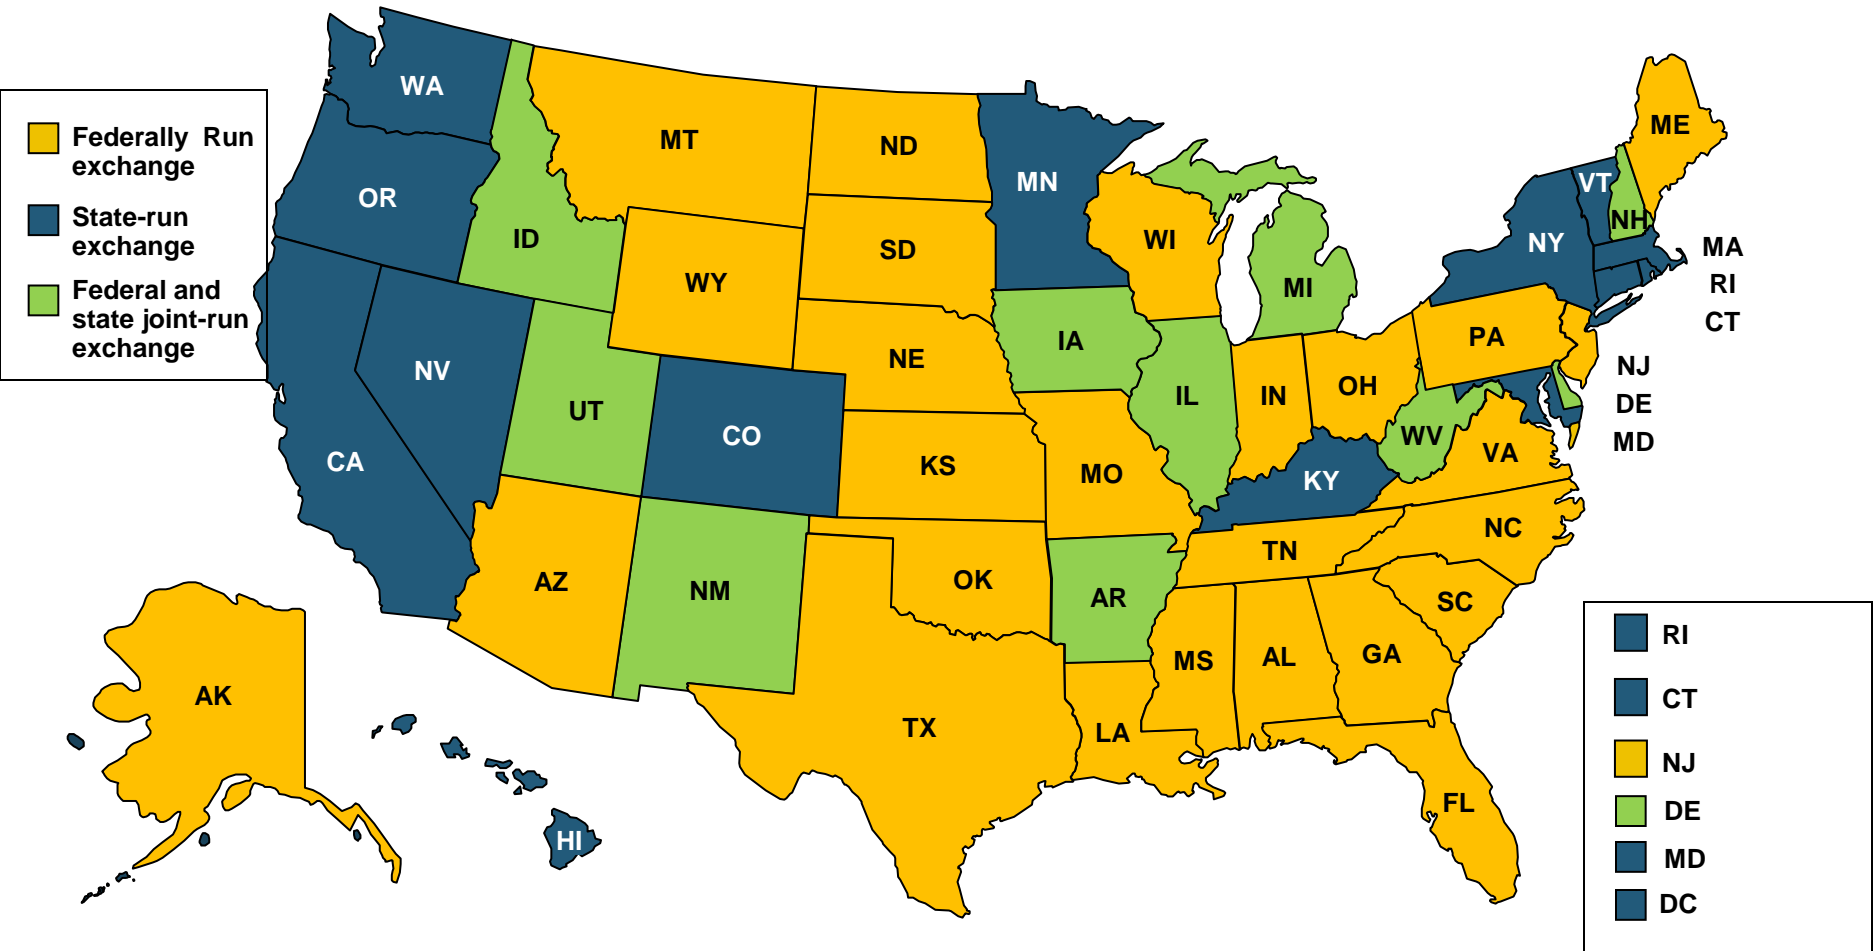 WA
Federally Run
exchange
State-run
exchange
Federal and
state joint-run
exchange
OR
CA
NV
ID
MT
WY
UT
CO
AZ
NM
ND
SD
NE
KS
OK
TX
MN
IA
MO
AR
LA
WI
IL
MI
IN
OH
KY
TN
MS
AL
GA
FL
SC
NC
VA
WV
PA
NY
VT
NH
ME
MA
RI
CT
NJ
DE
MD
AK
HI
RI
CT
NJ
DE
MD
DC